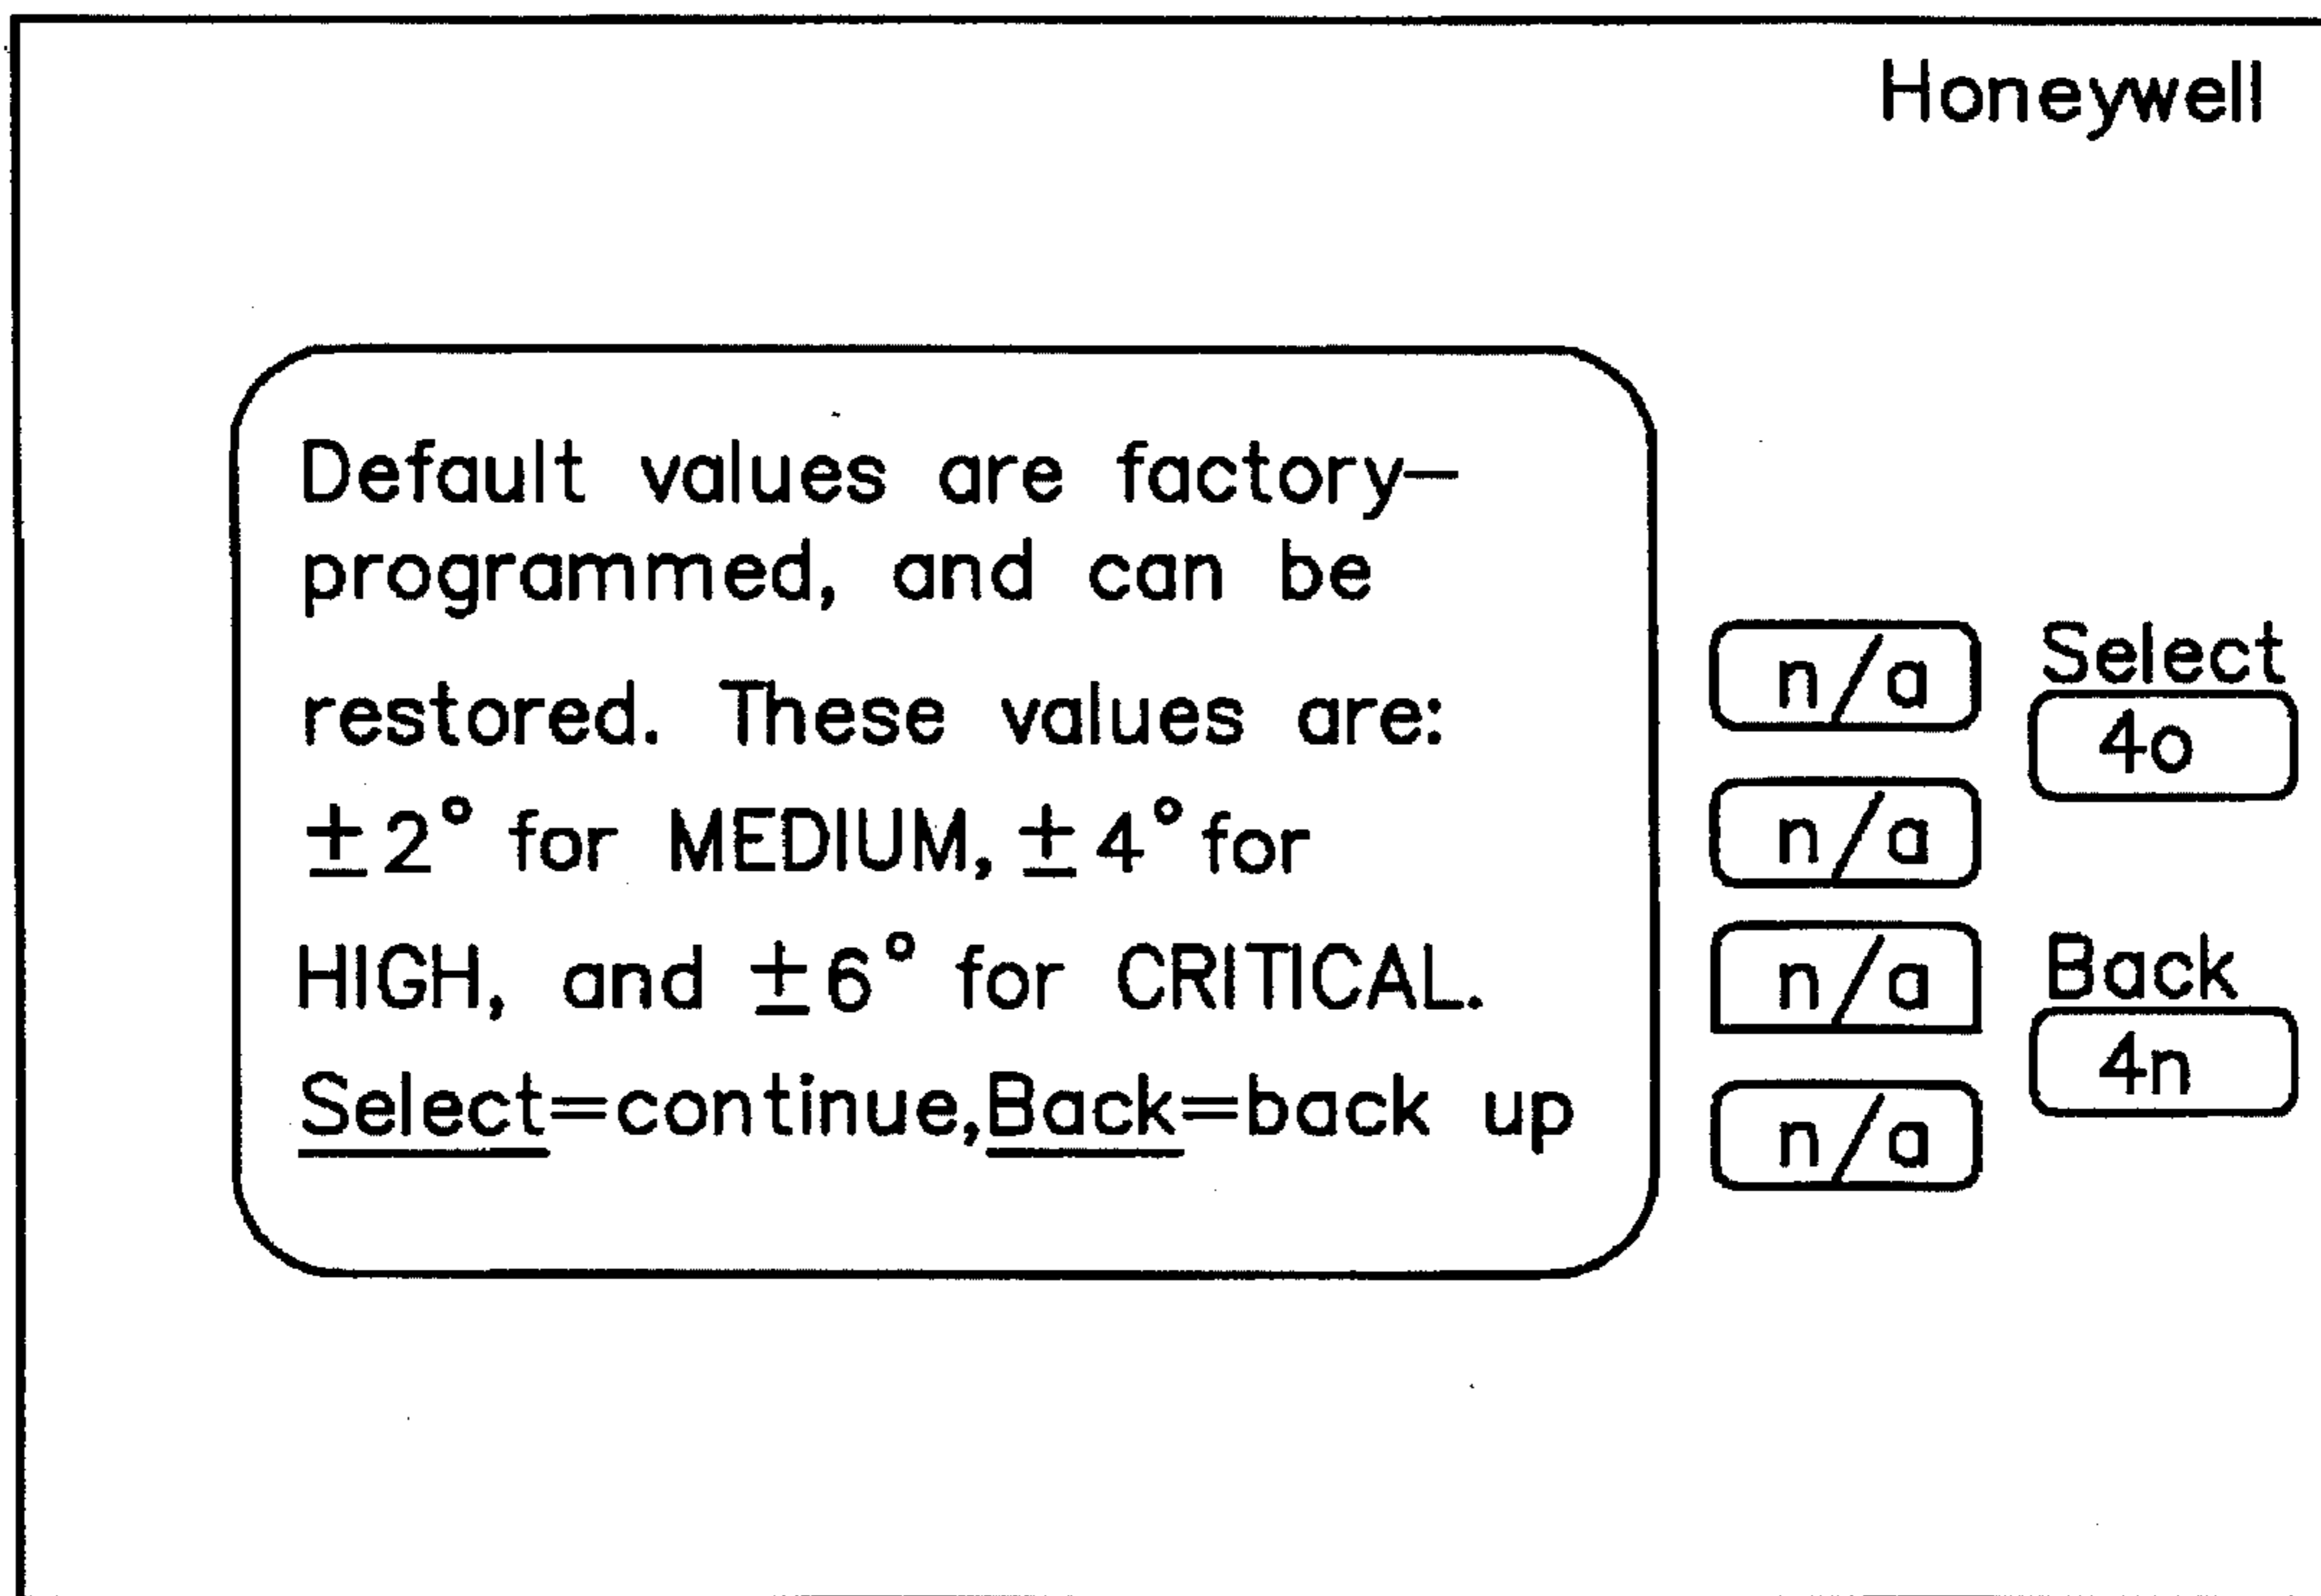 Honeywell
Default values are factory–
programmed, and can be
restored. These values are:
±2° for MEDIUM, ±4° for
HIGH, and ±6° for CRITICAL.
Select=continue,Back=back up
n/a
Select
4o
n/a
n/a
Back
4n
n/a